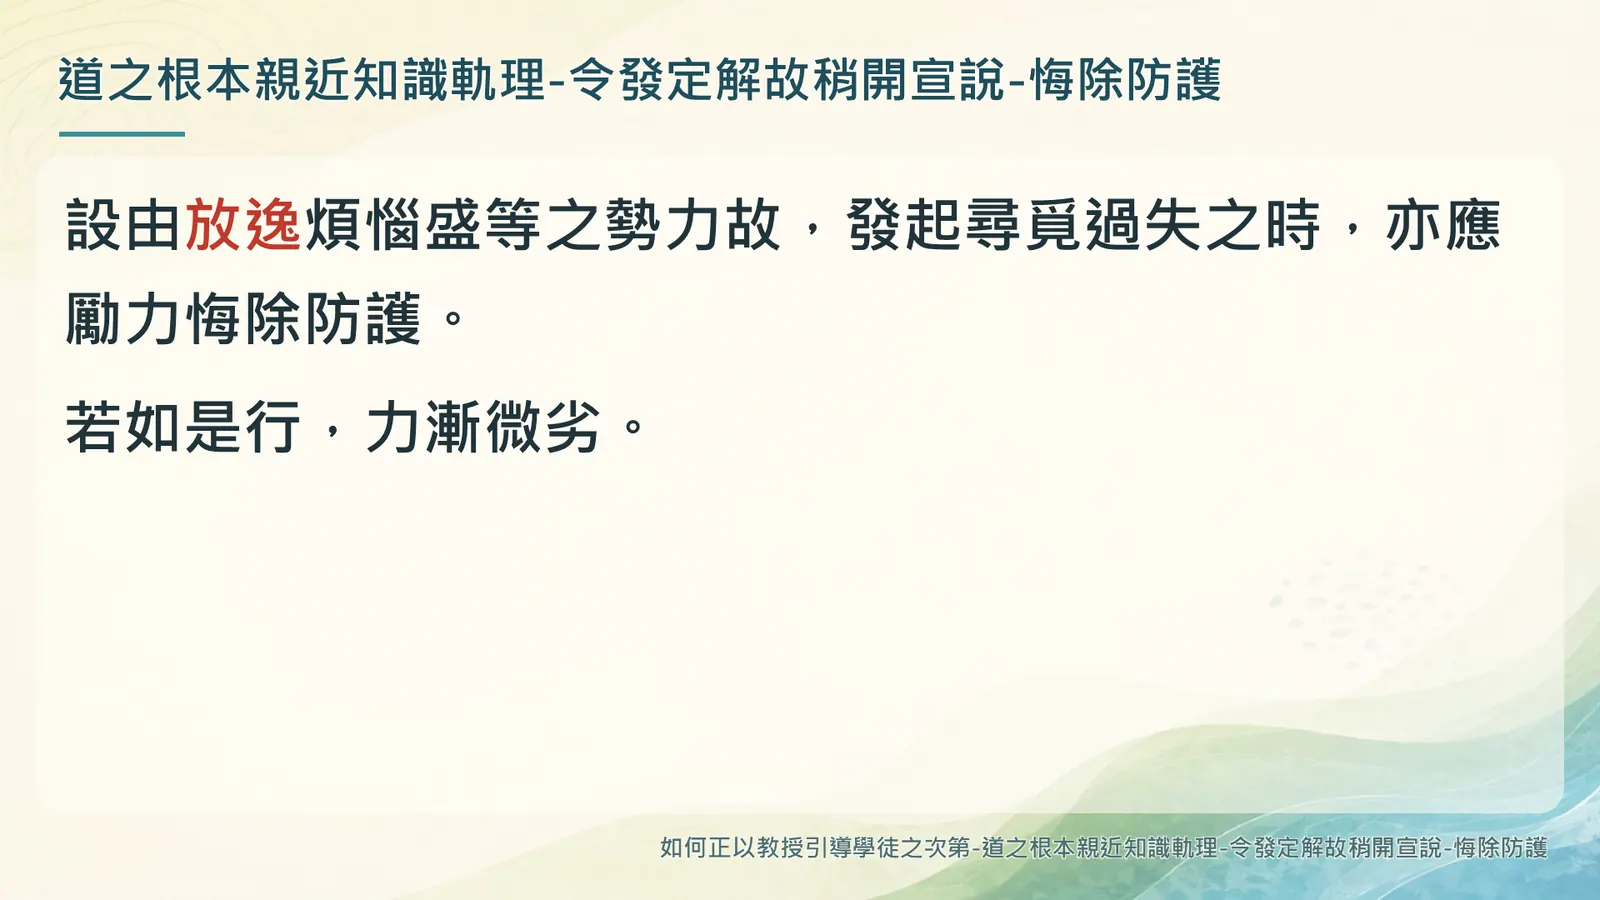 道之根本親近知識軌理-令發定解故稍開宣說-悔除防護
設由放逸煩惱盛等之勢力故，發起尋覓過失之時，亦應
勵力悔除防護。
若如是行，力漸微劣。
如何正以教授引導學徒之次第-道之根本親近知識軌理-令發定解故稍開宣說-悔除防護